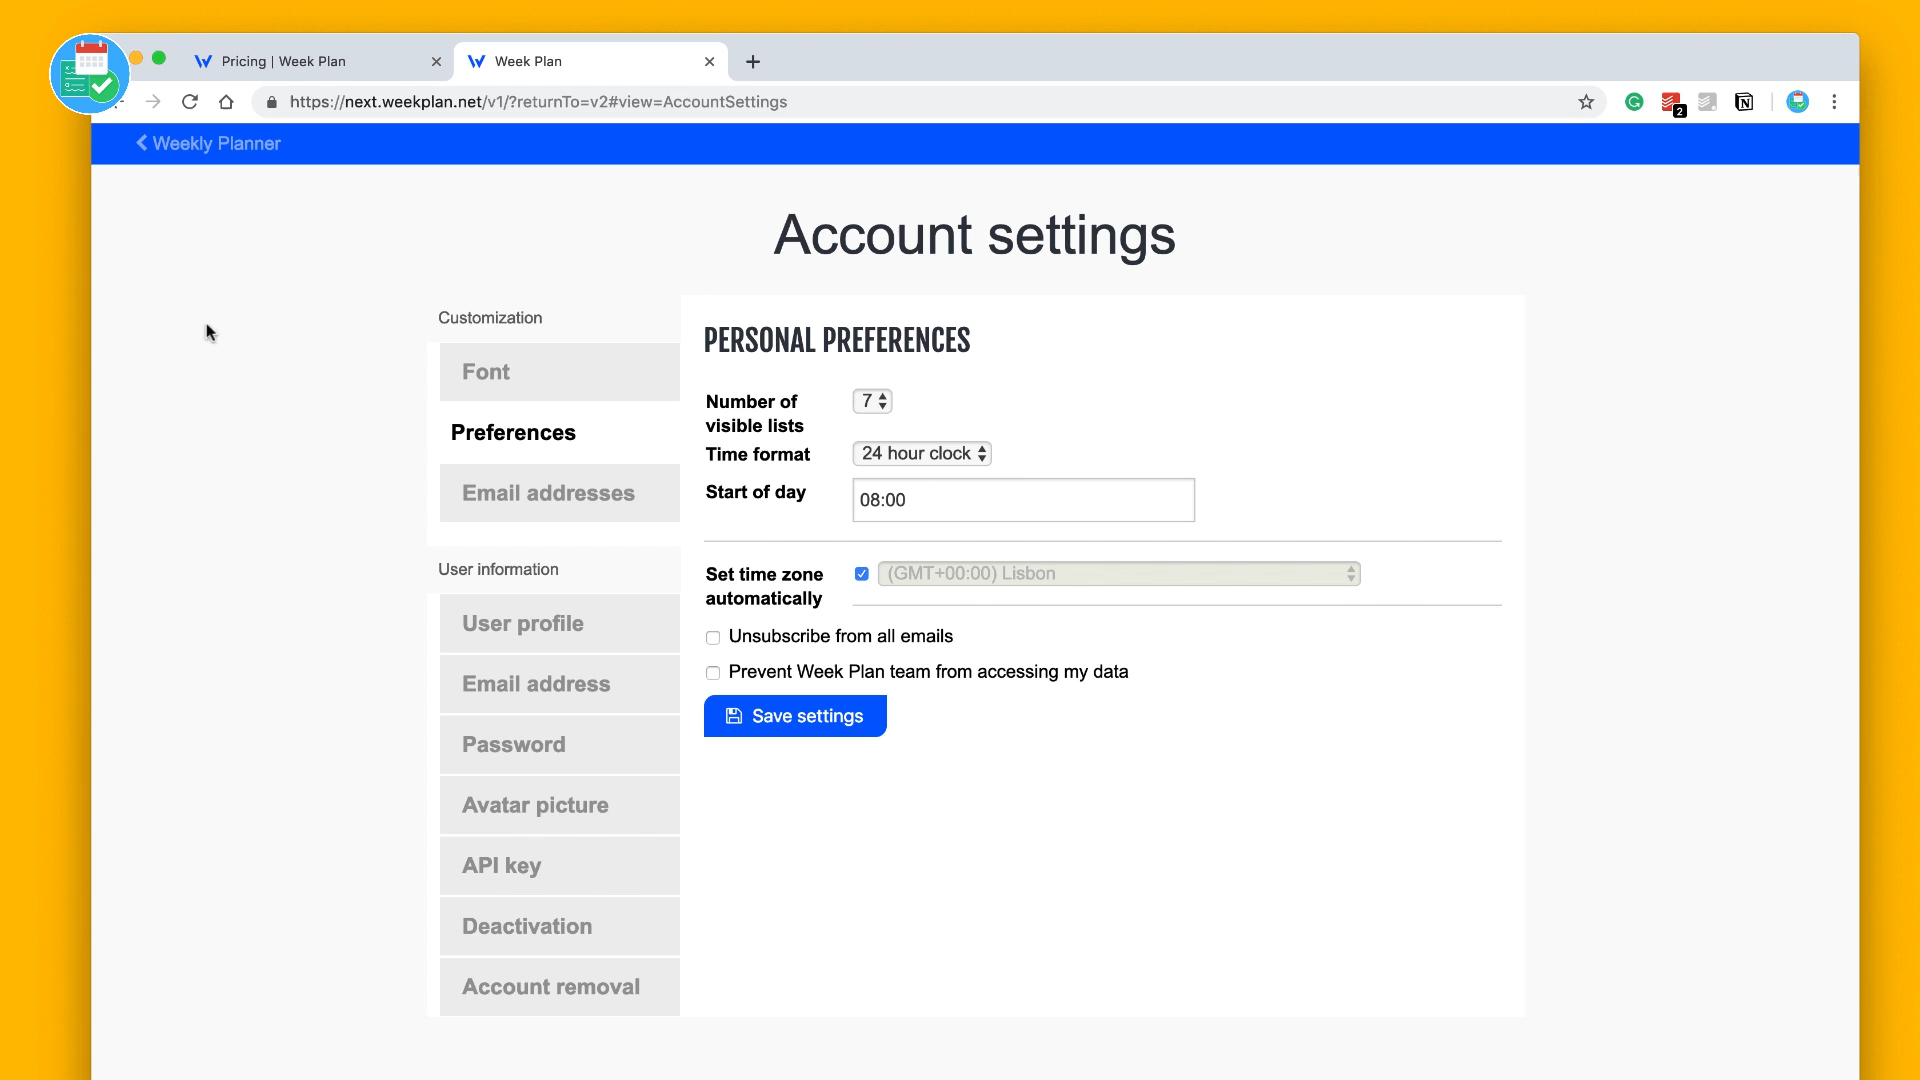 Pricing | Week Plan
Week Plan
https://next.weekplan.net/v1/?returnTo=v2#view=AccountSettings
2
Weekly Planner
Account settings
Customization
Font
Preferences
Email addresses
User information
User profile
Email address
Password
Avatar picture
API key
Deactivation
Account removal
PERSONAL PREFERENCES
Number of
visible lists
7
Time format
24 hour clock
Start of day
08:00
Set time zone
automatically
(GMT+00:00) Lisbon
Unsubscribe from all emails
Prevent Week Plan team from accessing my data
Save settings